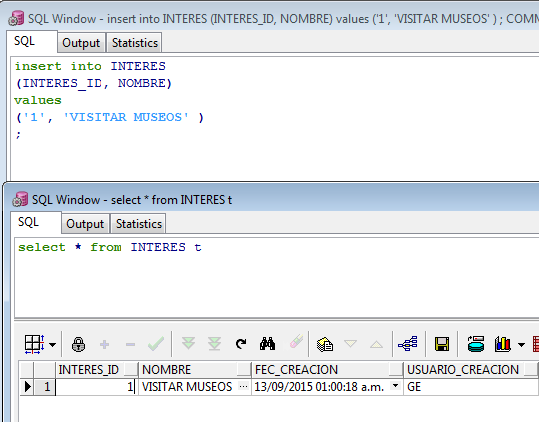 SQL Window - insert into INTERES (INTERES_ID, NOMBRE) values ('1', 'VISITAR MUSEOS' ) ; COMM
SQL Output Statistics
insert into INTERES
(INTERES_ID, NOMBRE)
values
('1', 'VISITAR MUSEOS' )
;
SQL Window - select * from INTERES t
SQL Output Statistics
select * from INTERES t
INTERES_ID NOMBRE FEC_CREACION USUARIO_CREACION
1 1 VISITAR MUSEOS ... 13/09/2015 01:00:18 a.m. GE